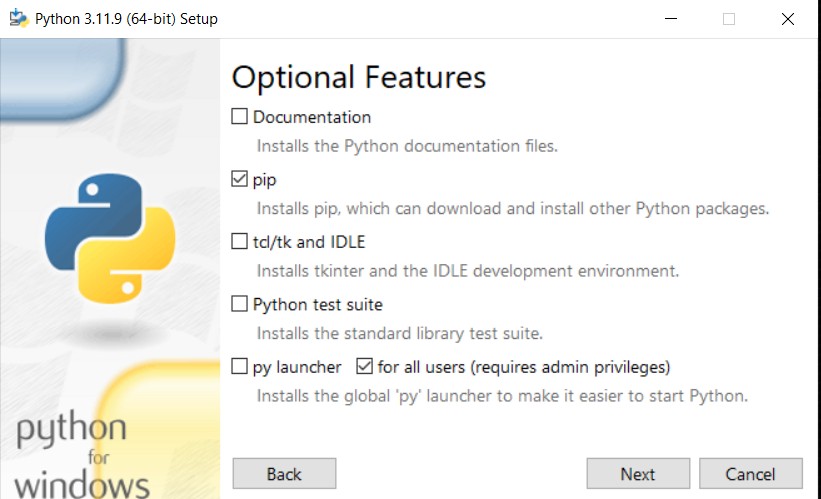 Python 3.11.9 (64-bit) Setup
Optional Features
Documentation
Installs the Python documentation files.
pip
Installs pip, which can download and install other Python packages.
tcl/tk and IDLE
Installs tkinter and the IDLE development environment.
Python test suite
Installs the standard library test suite.
py launcher for all users (requires admin privileges)
Installs the global 'py' launcher to make it easier to start Python.
python
for
windows
Back Next Cancel